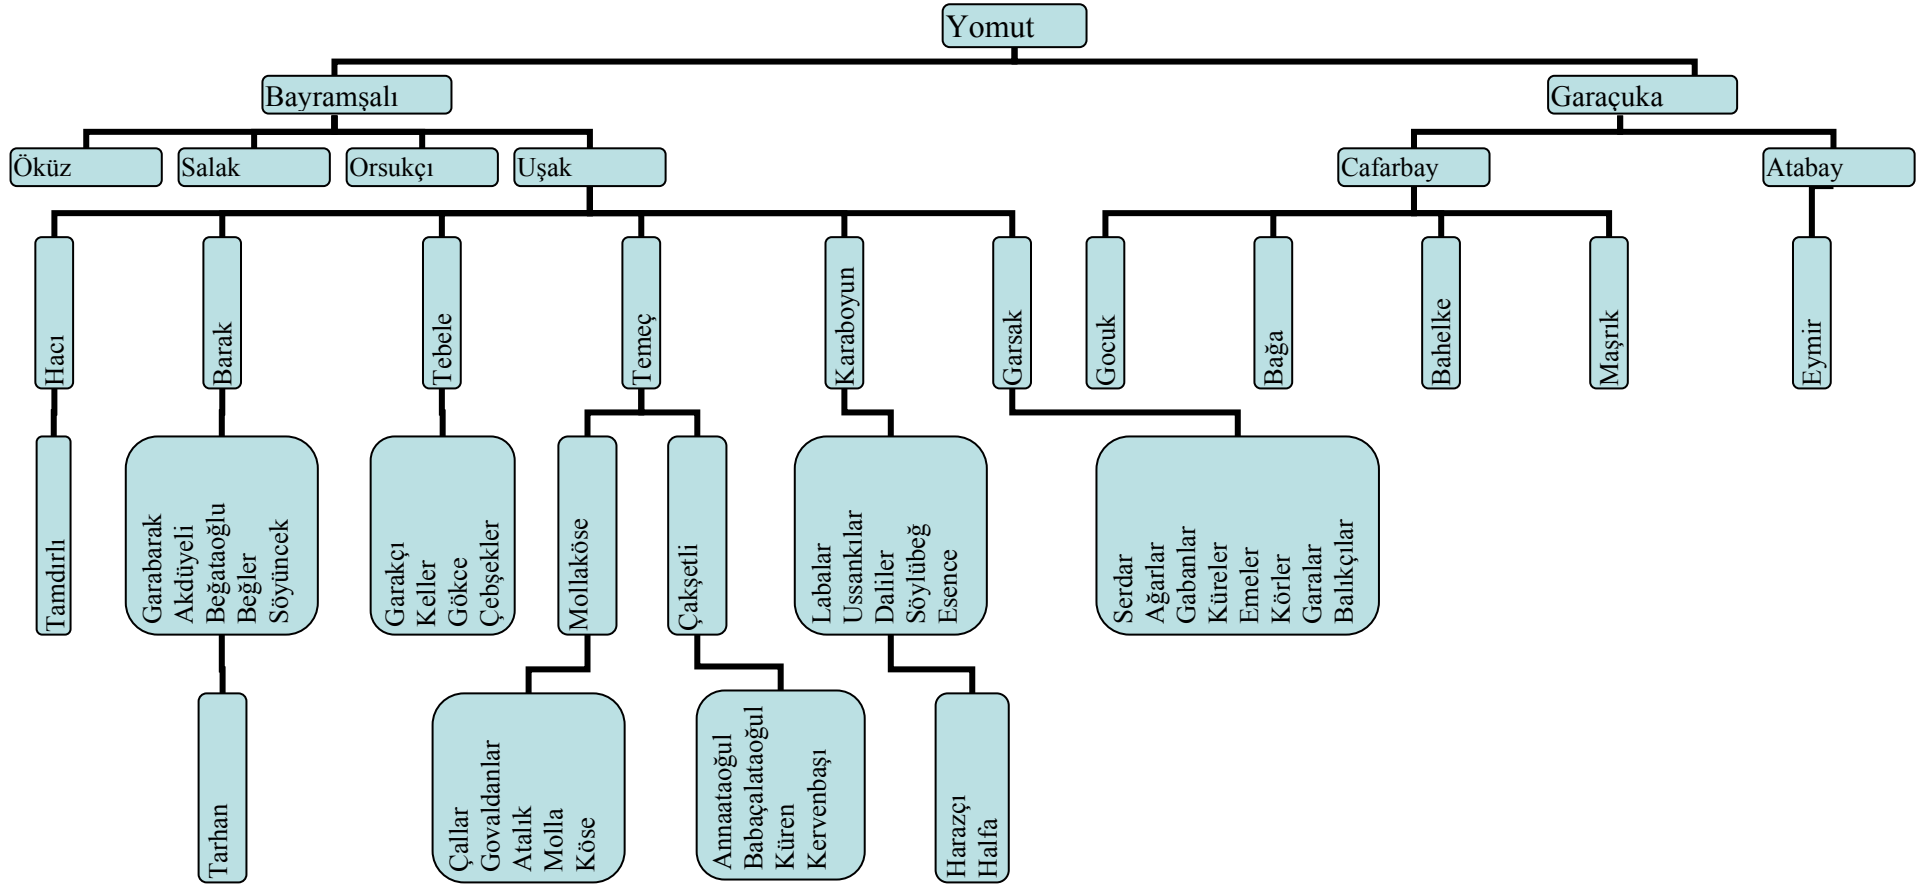 Yomut
Bayramşalı
Garaçuka
Öküz
Salak
Orsukçı
Uşak
Cafarbay
Atabay
Hacı
Barak
Tebele
Temeç
Karaboyun
Garsak
Gocuk
Bağa
Bahelke
Maşrık
Eymir
Tamdırlı
Garabarak
Akdüyeli
Beğataoğlu
Beğler
Söyüncek
Garakçı
Keller
Gökce
Çebşekler
Mollaköse
Çakşetli
Labalar
Ussankılar
Daliler
Söylübeğ
Esence
Serdar
Ağarlar
Gabanlar
Küreler
Emeler
Körler
Garalar
Balıkçılar
Tarhan
Çallar
Govaldanlar
Atalık
Molla
Köse
Annaataoğul
Babaçalataoğul
Küren
Kervenbaşı
Harazçı
Halfa